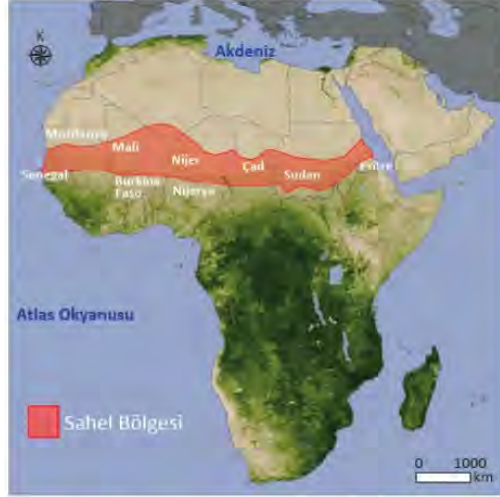 K
Akdeniz
Moritanya
Mali
Nijer
Çad
Sudan
Eritre
Senegal
Burkina
Faso
Nijerya
Atlas Okyanusu
Sahel Bölgesi
0 1000
km